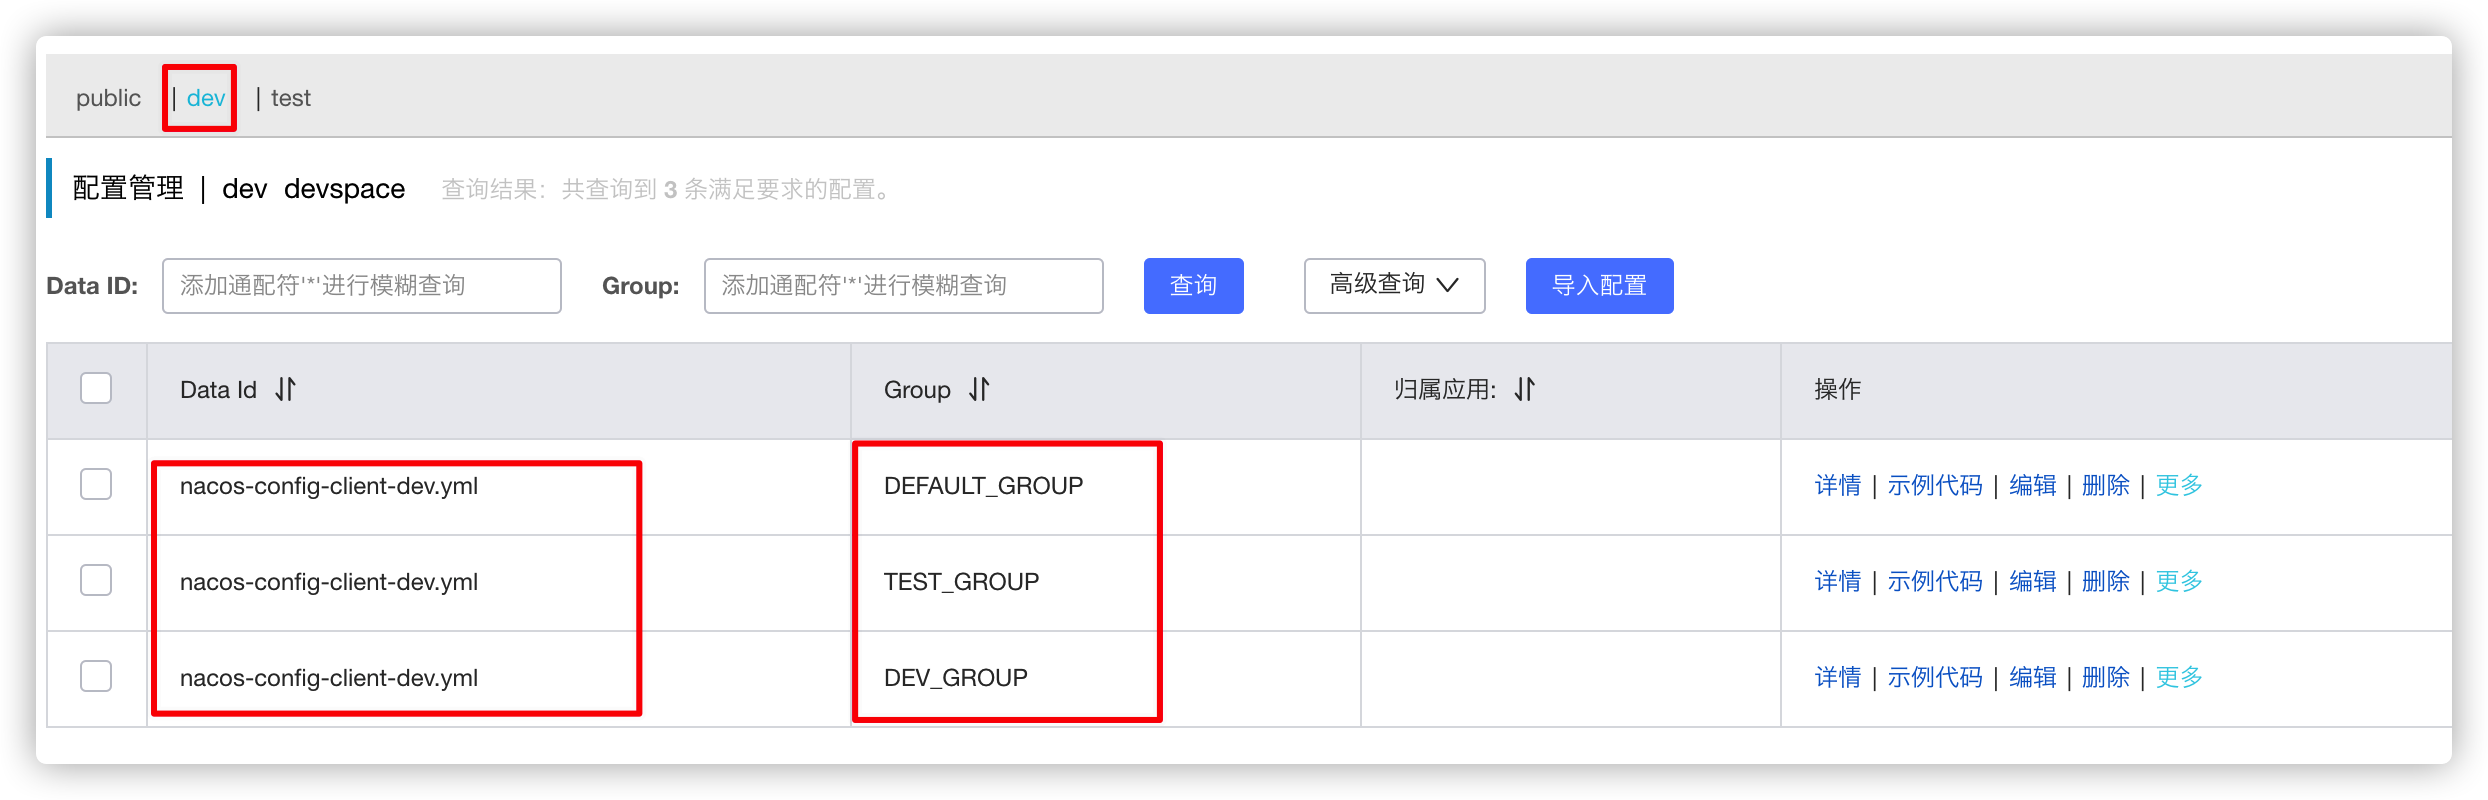 public | dev | test
配置管理 | dev devspace 查询结果：共查询到 3 条满足要求的配置。
Data ID: 添加通配符'*'进行模糊查询 Group: 添加通配符'*'进行模糊查询 查询 高级查询 导入配置
Data Id Group 归属应用: 操作
nacos-config-client-dev.yml DEFAULT_GROUP 详情 | 示例代码 | 编辑 | 删除 | 更多
nacos-config-client-dev.yml TEST_GROUP 详情 | 示例代码 | 编辑 | 删除 | 更多
nacos-config-client-dev.yml DEV_GROUP 详情 | 示例代码 | 编辑 | 删除 | 更多